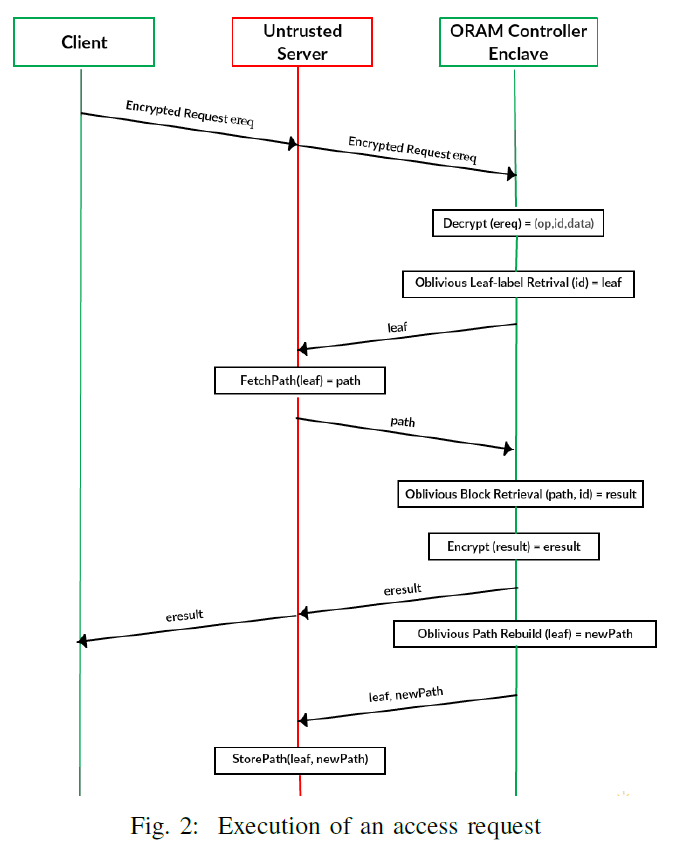 Client
Untrusted
Server
ORAM Controller
Enclave
Encrypted Request ereq
Encrypted Request ereq
Decrypt (ereq) = (op,id,data)
Oblivious Leaf-label Retrival (id) = leaf
leaf
FetchPath(leaf) = path
path
Oblivious Block Retrieval (path, id) = result
Encrypt (result) = eresult
eresult
eresult
Oblivious Path Rebuild (leaf) = newPath
leaf, newPath
StorePath(leaf, newPath)
Fig. 2: Execution of an access request